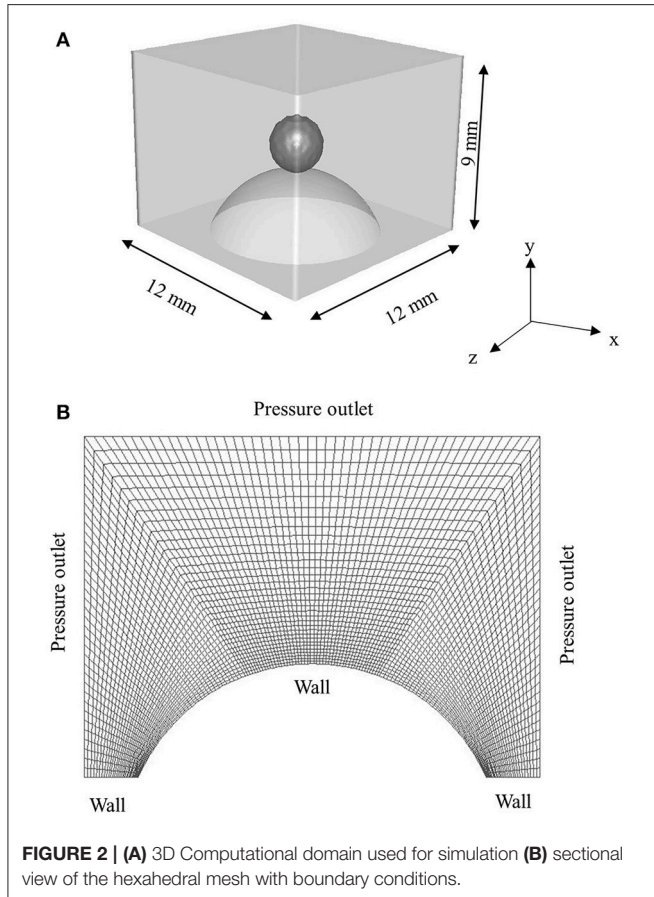 A
9 mm
12 mm
12 mm
y
x
z
B
Pressure outlet
Pressure outlet
Pressure outlet
Wall
Wall
Wall
FIGURE 2 | (A) 3D Computational domain used for simulation (B) sectional
view of the hexahedral mesh with boundary conditions.